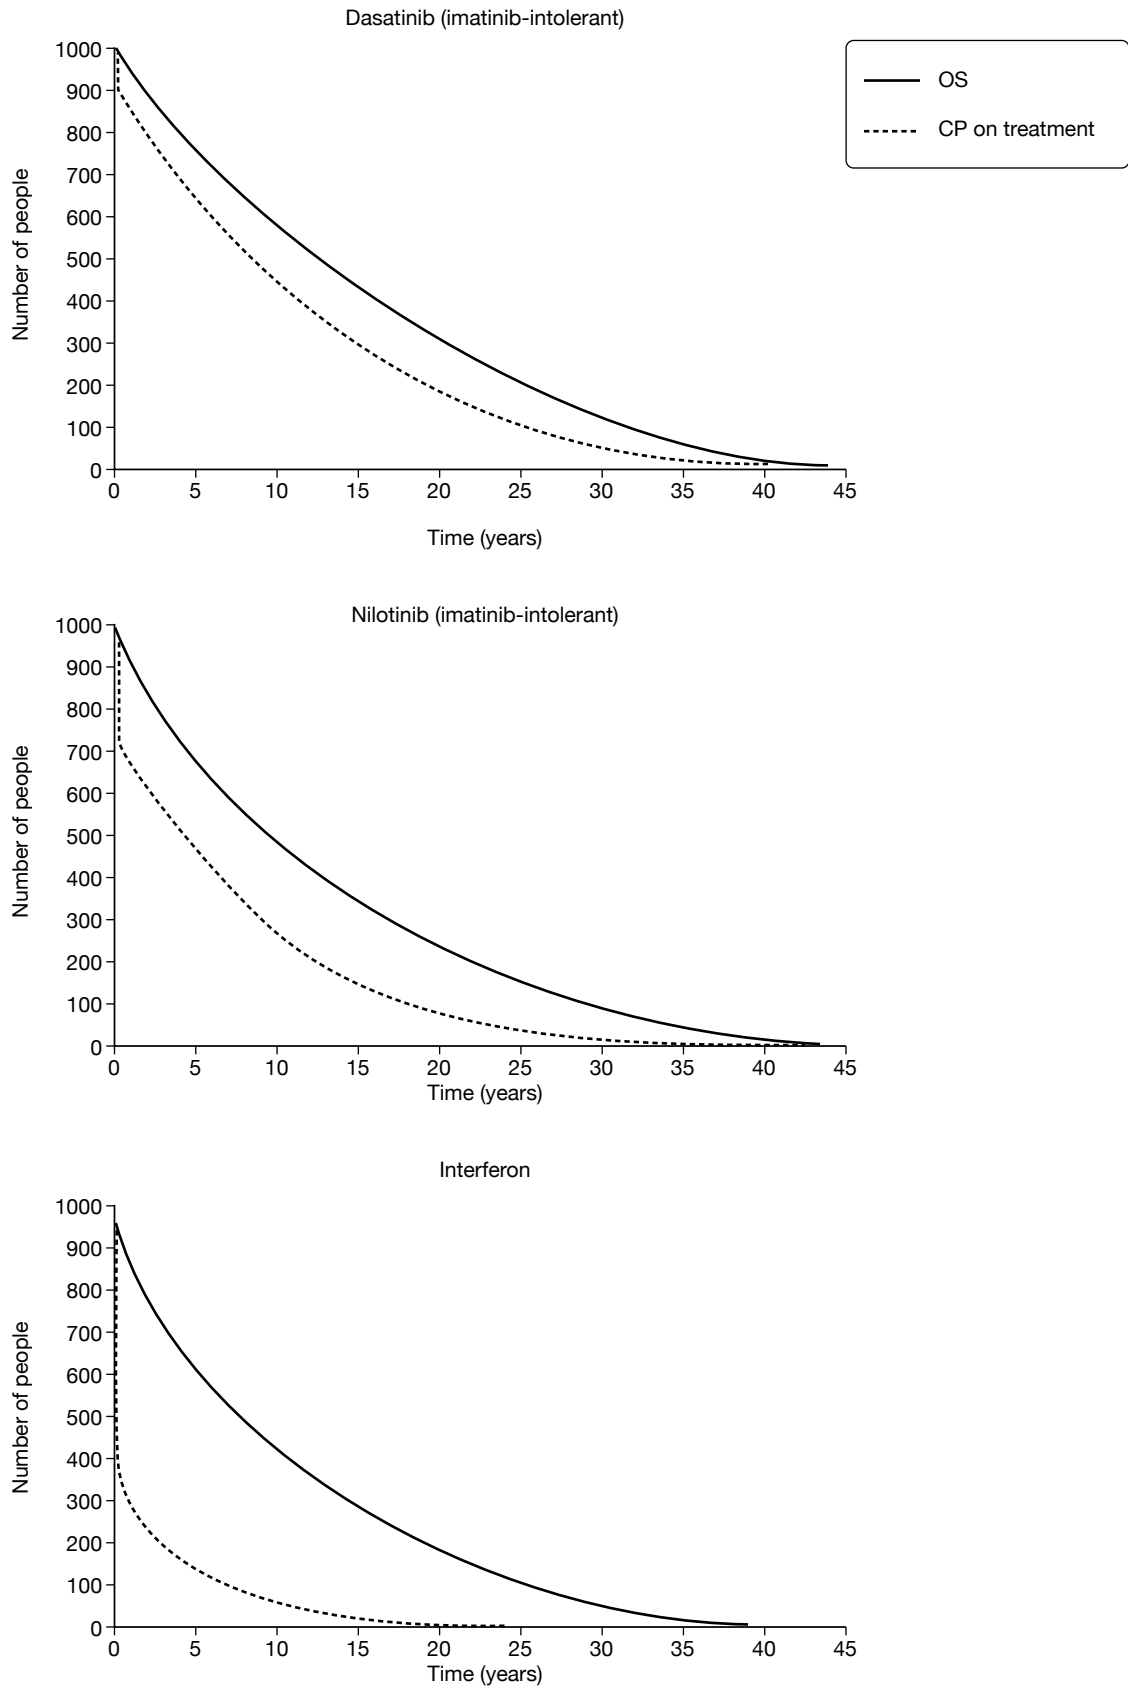 Dasatinib (imatinib-intolerant)
OS
CP on treatment
Number of people
1000
900
800
700
600
500
400
300
200
100
0
0 5 10 15 20 25 30 35 40 45
Time (years)
Nilotinib (imatinib-intolerant)
Number of people
1000
900
800
700
600
500
400
300
200
100
0
0 5 10 15 20 25 30 35 40 45
Time (years)
Interferon
Number of people
1000
900
800
700
600
500
400
300
200
100
0
0 5 10 15 20 25 30 35 40 45
Time (years)